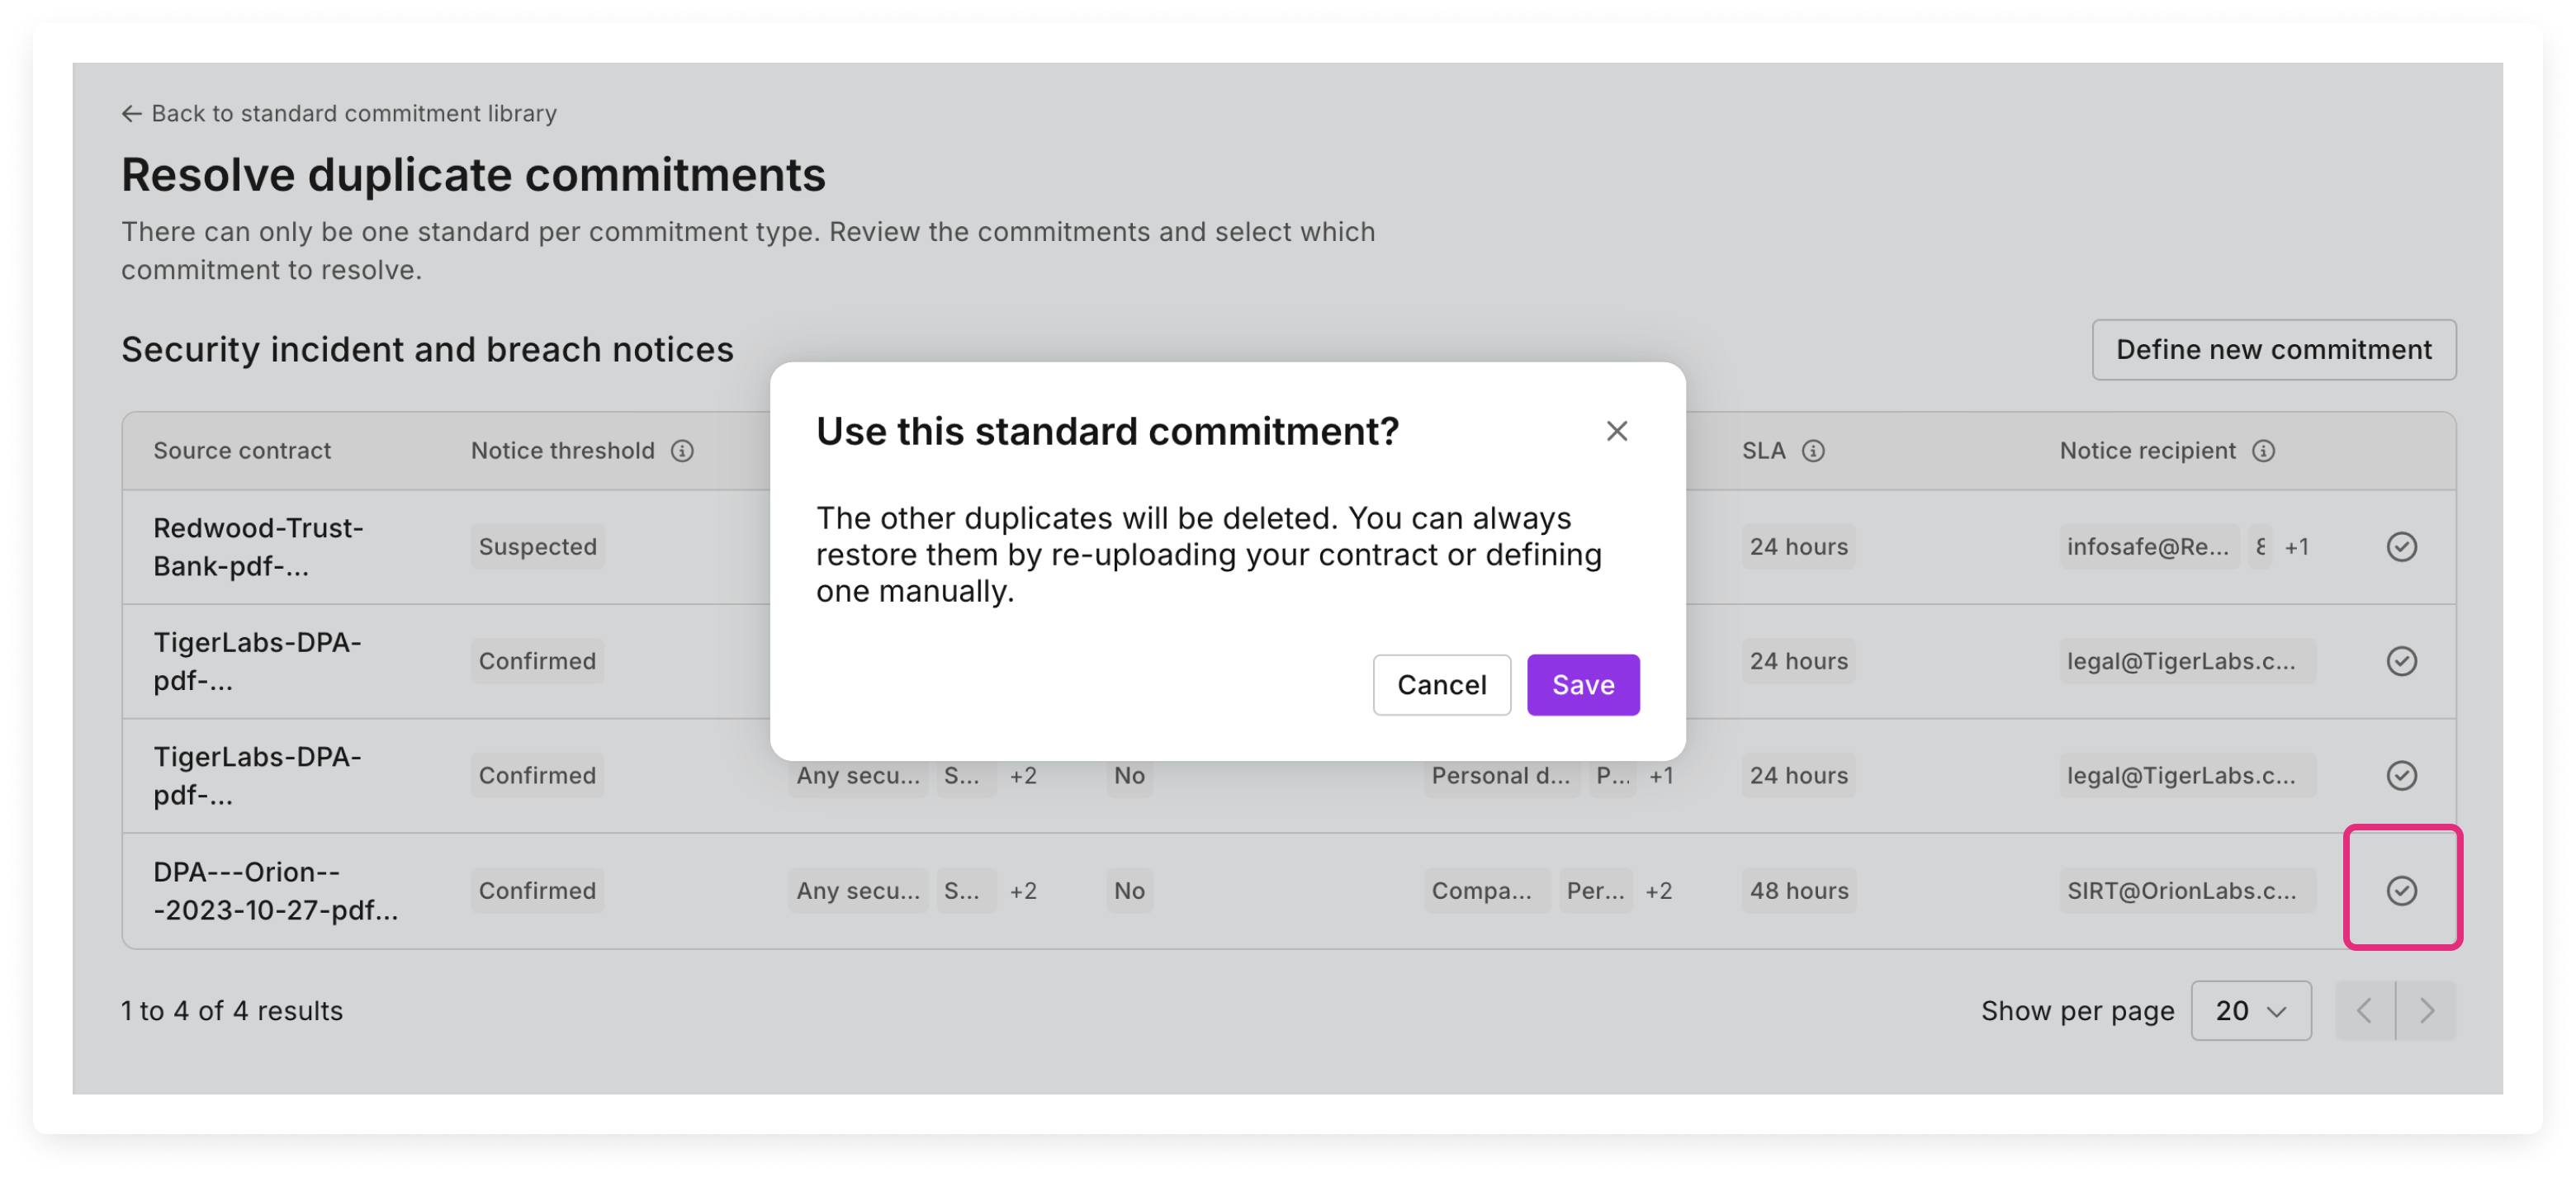 ← Back to standard commitment library
Resolve duplicate commitments
There can only be one standard per commitment type. Review the commitments and select which
commitment to resolve.
Security incident and breach notices
Define new commitment
Use this standard commitment?
The other duplicates will be deleted. You can always
restore them by re-uploading your contract or defining
one manually.
Cancel Save
Source contract Notice threshold SLA Notice recipient
Redwood-Trust-
Bank-pdf-...
Suspected 24 hours infosafe@Re... +1
TigerLabs-DPA-
pdf-...
Confirmed 24 hours legal@TigerLabs.c...
TigerLabs-DPA-
pdf-...
Confirmed Any secu... S... +2 No Personal d... P... +1 24 hours legal@TigerLabs.c...
DPA---Orion--
-2023-10-27-pdf...
Confirmed Any secu... S... +2 No Compa... Per... +2 48 hours SIRT@OrionLabs.c...
1 to 4 of 4 results
Show per page 20